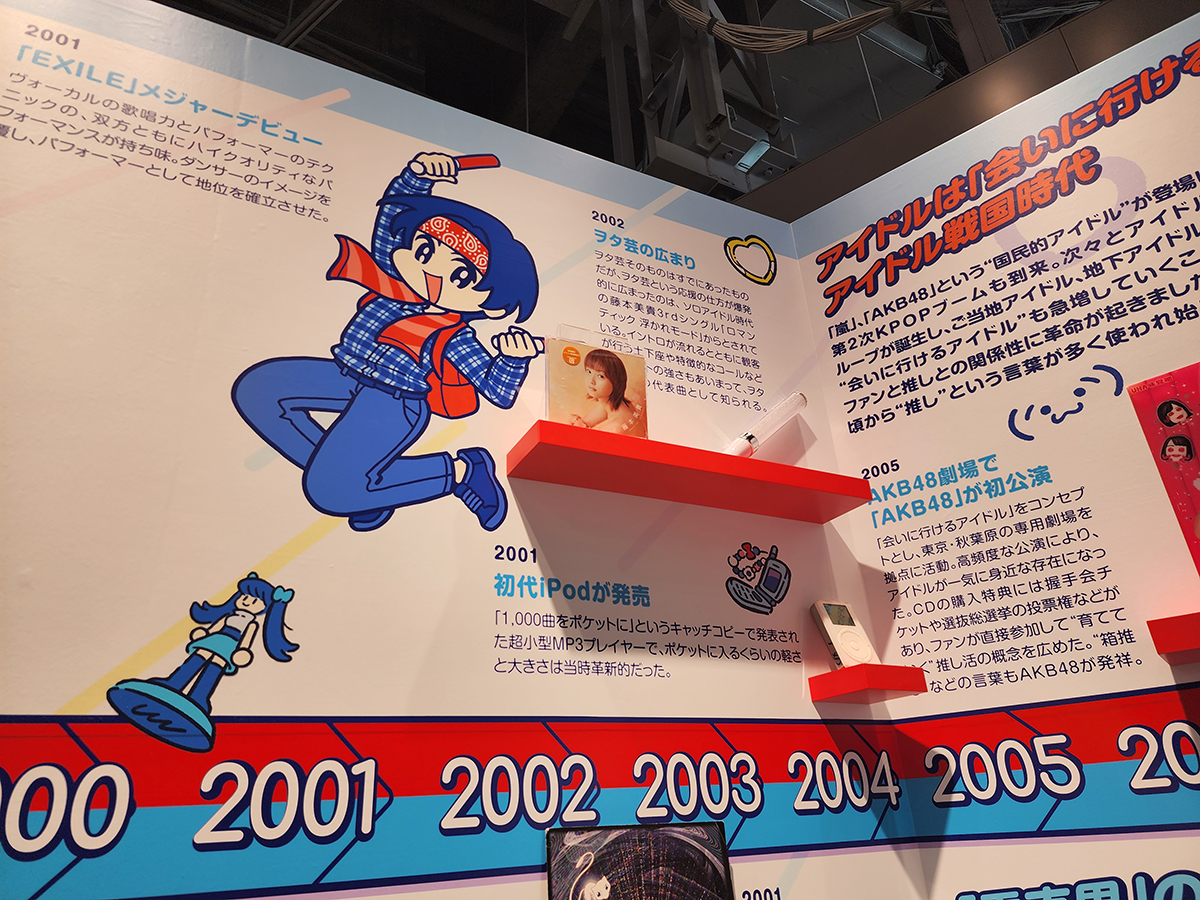 2001
「EXILE」メジャーデビュー
ヴォーカルの歌唱力とパフォーマーのテク
ニックの、双方ともにハイクオリティなパ
フォーマンスが持ち味。ダンサーのイメージを
覆し、パフォーマーとして地位を確立させた。
2002
ヲタ芸の広まり
ヲタ芸そのものはすでにあったもの
だが、ヲタ芸という応援の仕方が爆発
的に広まったのは、ソロアイドル時代
の藤本美貴3rdシングル「ロマン
ティック 浮かれモード」からとされて
いる。イントロが流れるとともに観客
が行う土下座や特徴的なコールなど
の強さもあいまって、ヲタ
の代表曲として知られる。
2001
初代iPodが発売
「1,000曲をポケットに」というキャッチコピーで発表され
た超小型MP3プレイヤーで、ポケットに入るくらいの軽さ
と大きさは当時革新的だった。
アイドルは「会いに行ける
アイドル戦国時代
「嵐」、「AKB48」という“国民的アイドル”が登場し
第2次KPOPブームも到来。次々とアイドル
ループが誕生し、ご当地アイドル、地下アイドル
“会いに行けるアイドル”も急増していくこ
ファンと推しとの関係性に革命が起きまし
頃から“推し”という言葉が多く使われ始
2005
AKB48劇場で
「AKB48」が初公演
「会いに行けるアイドル」をコンセプ
トとし、東京・秋葉原の専用劇場を
拠点に活動。高頻度な公演により、
アイドルが一気に身近な存在になっ
た。CDの購入特典には握手会チ
ケットや選抜総選挙の投票権などが
あり、ファンが直接参加して“育てて
いく”推し活の概念を広めた。“箱推
などの言葉もAKB48が発祥。
00
2001
2002
2003
2004
2005
20
2001